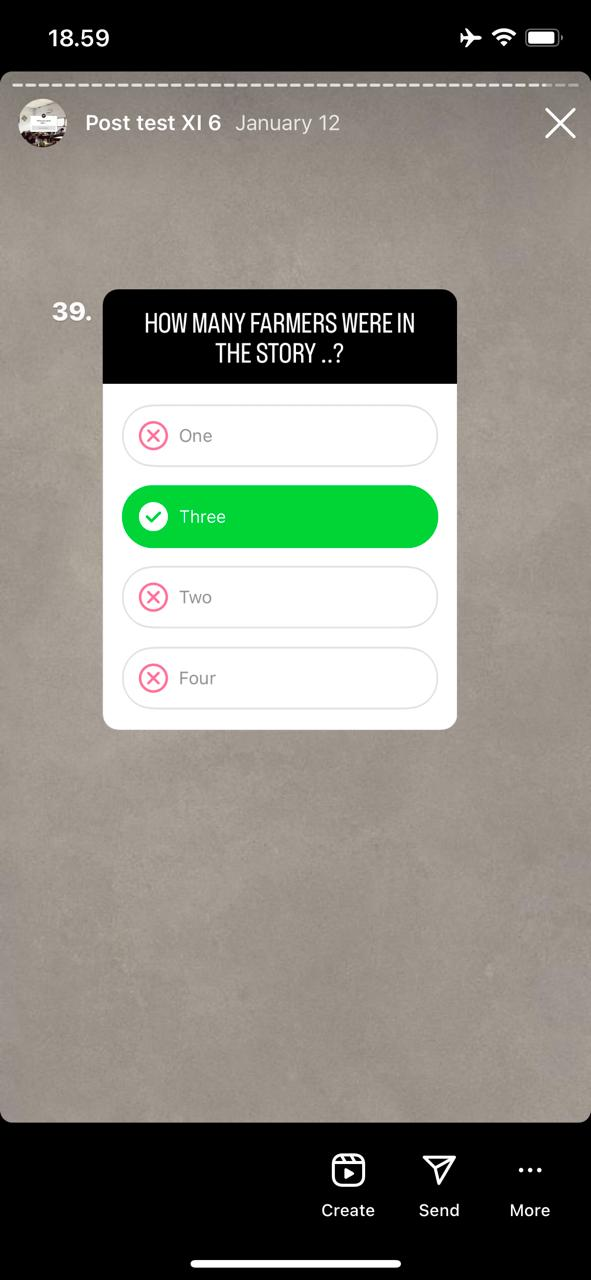 18.59
Post test XI 6 January 12
39.
HOW MANY FARMERS WERE IN
THE STORY ..?
One
Three
Two
Four
Create Send More